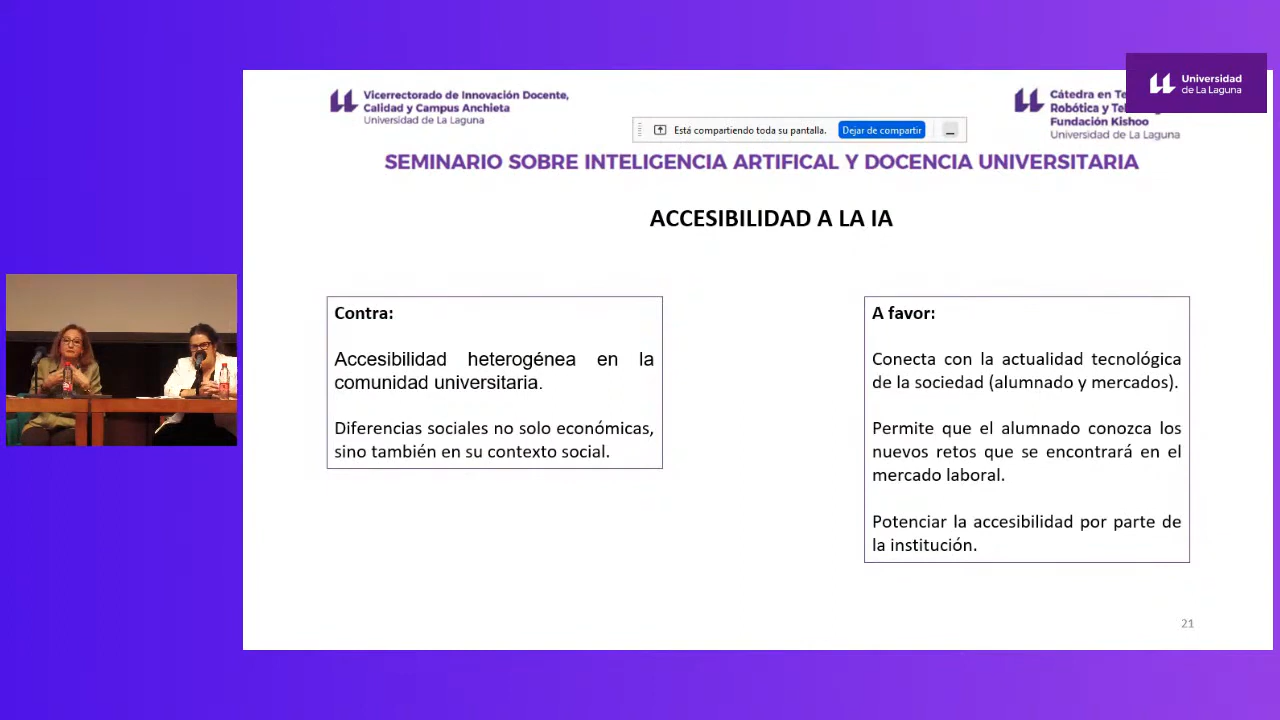 Vicerrectorado de Innovación Docente,
Calidad y Campus Anchieta
Universidad de La Laguna
Cátedra en
Robótica y
Fundación Kishoo
Universidad de La Laguna
Universidad
de La Laguna
Está compartiendo toda su pantalla. Dejar de compartir
SEMINARIO SOBRE INTELIGENCIA ARTIFICAL Y DOCENCIA UNIVERSITARIA
ACCESIBILIDAD A LA IA
Contra:
Accesibilidad heterogénea en la
comunidad universitaria.
Diferencias sociales no solo económicas,
sino también en su contexto social.
A favor:
Conecta con la actualidad tecnológica
de la sociedad (alumnado y mercados).
Permite que el alumnado conozca los
nuevos retos que se encontrará en el
mercado laboral.
Potenciar la accesibilidad por parte de
la institución.
21